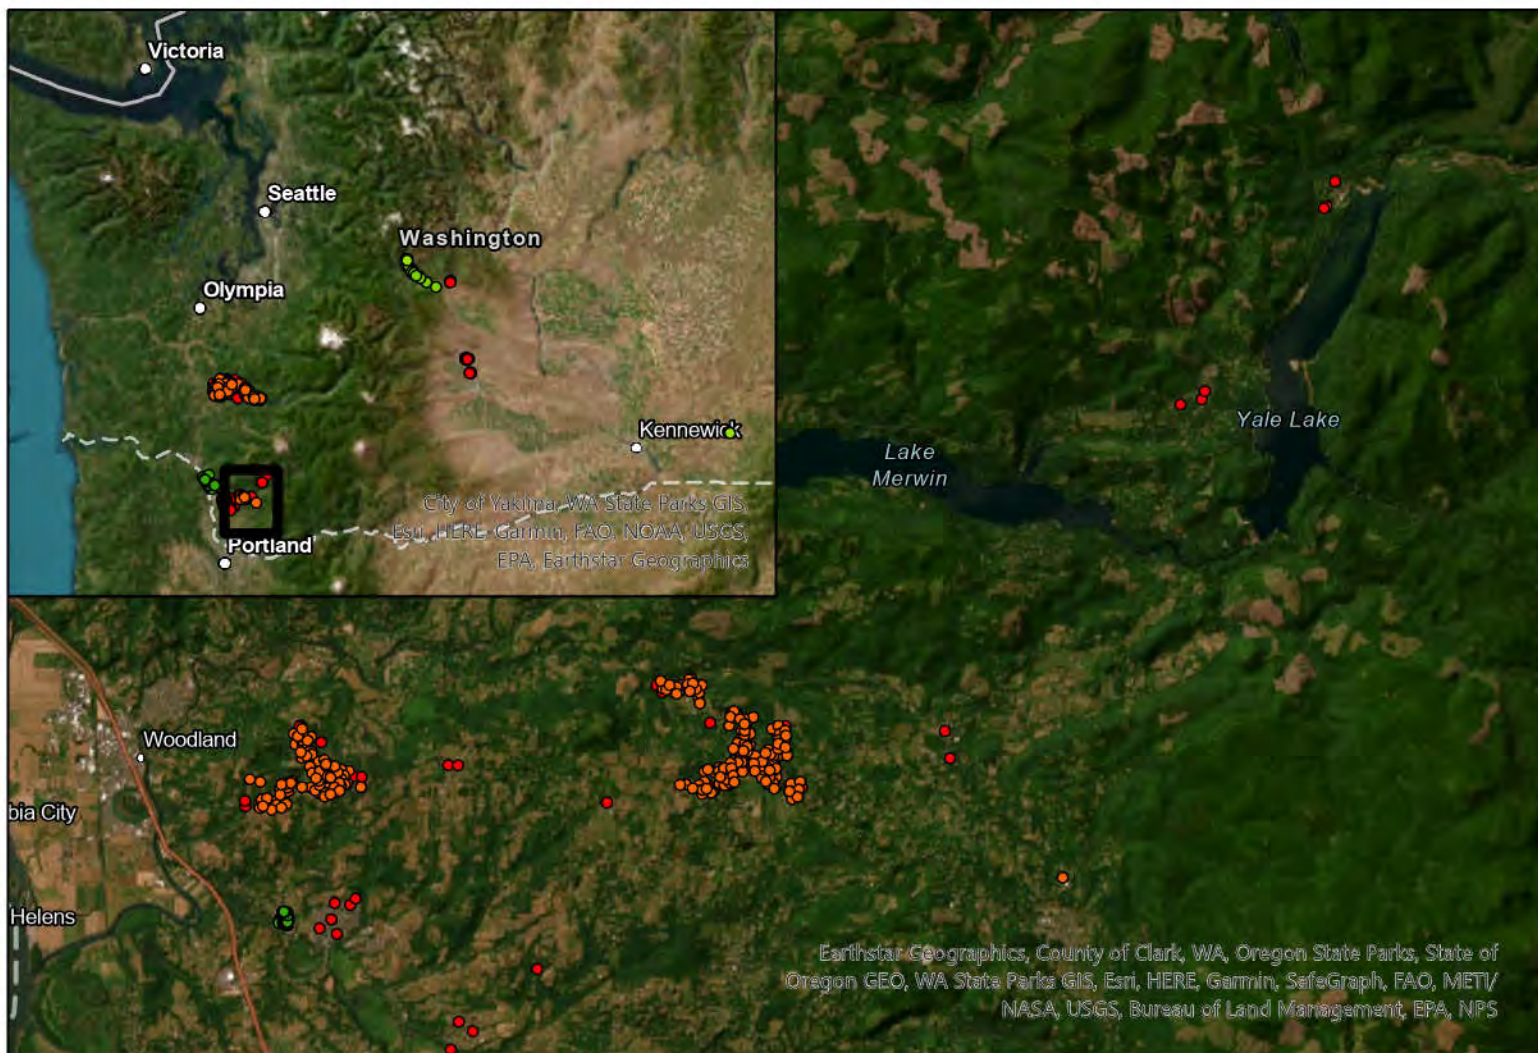 Victoria
Seattle
Washington
Olympia
Kennewick
City of Yakima, WA State Parks GIS,
Esri, HERE, Garmin, FAO, NOAA, USGS,
EPA, Earthstar Geographics
Portland
Yale Lake
Lake
Merwin
Woodland
bia City
Helens
Earthstar Geographics, County of Clark, WA, Oregon State Parks, State of
Oregon GEO, WA State Parks GIS, Esri, HERE, Garmin, SafeGraph, FAO, METI/
NASA, USGS, Bureau of Land Management, EPA, NPS